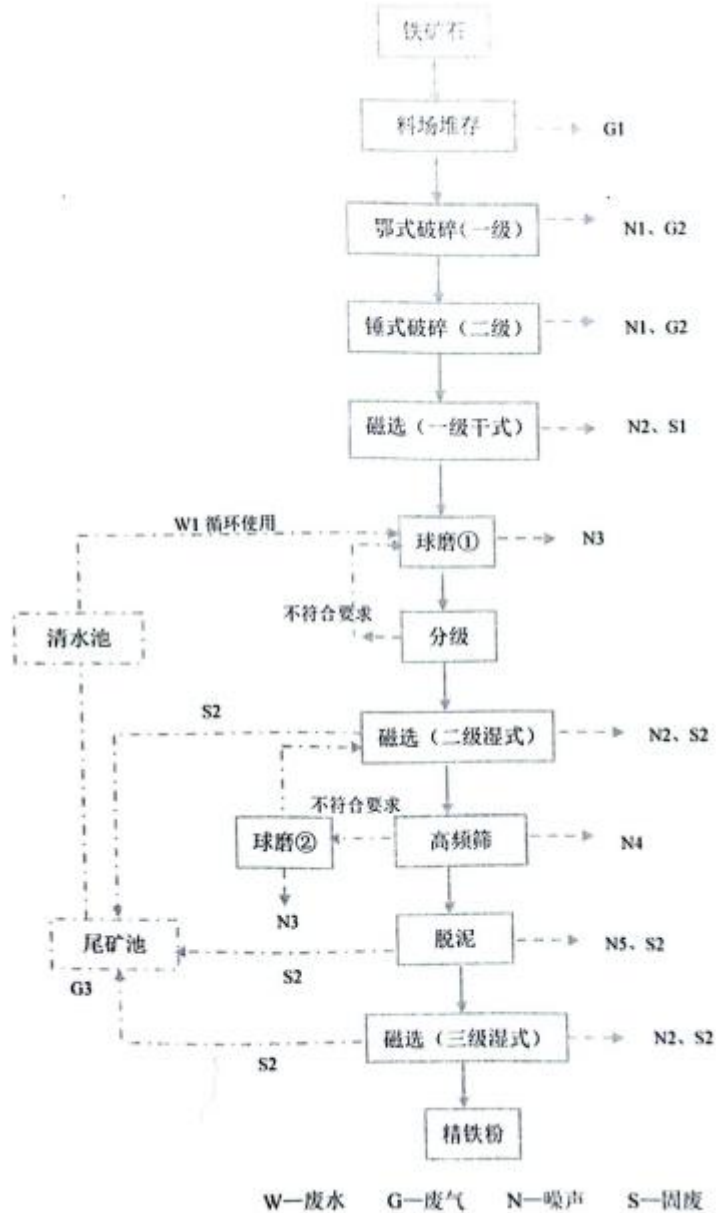 铁矿石
料场堆存
G1
鄂式破碎(一级)
N1、G2
锤式破碎(二级)
N1、G2
磁选(一级干式)
N2、S1
W1 循环使用
球磨①
N3
不符合要求
清水池
分级
S2
磁选(二级湿式)
N2、S2
不符合要求
球磨②
高频筛
N4
N3
尾矿池
脱泥
N5、S2
G3
S2
磁选(三级湿式)
N2、S2
S2
精铁粉
W—废水 G—废气 N—噪声 S—固废